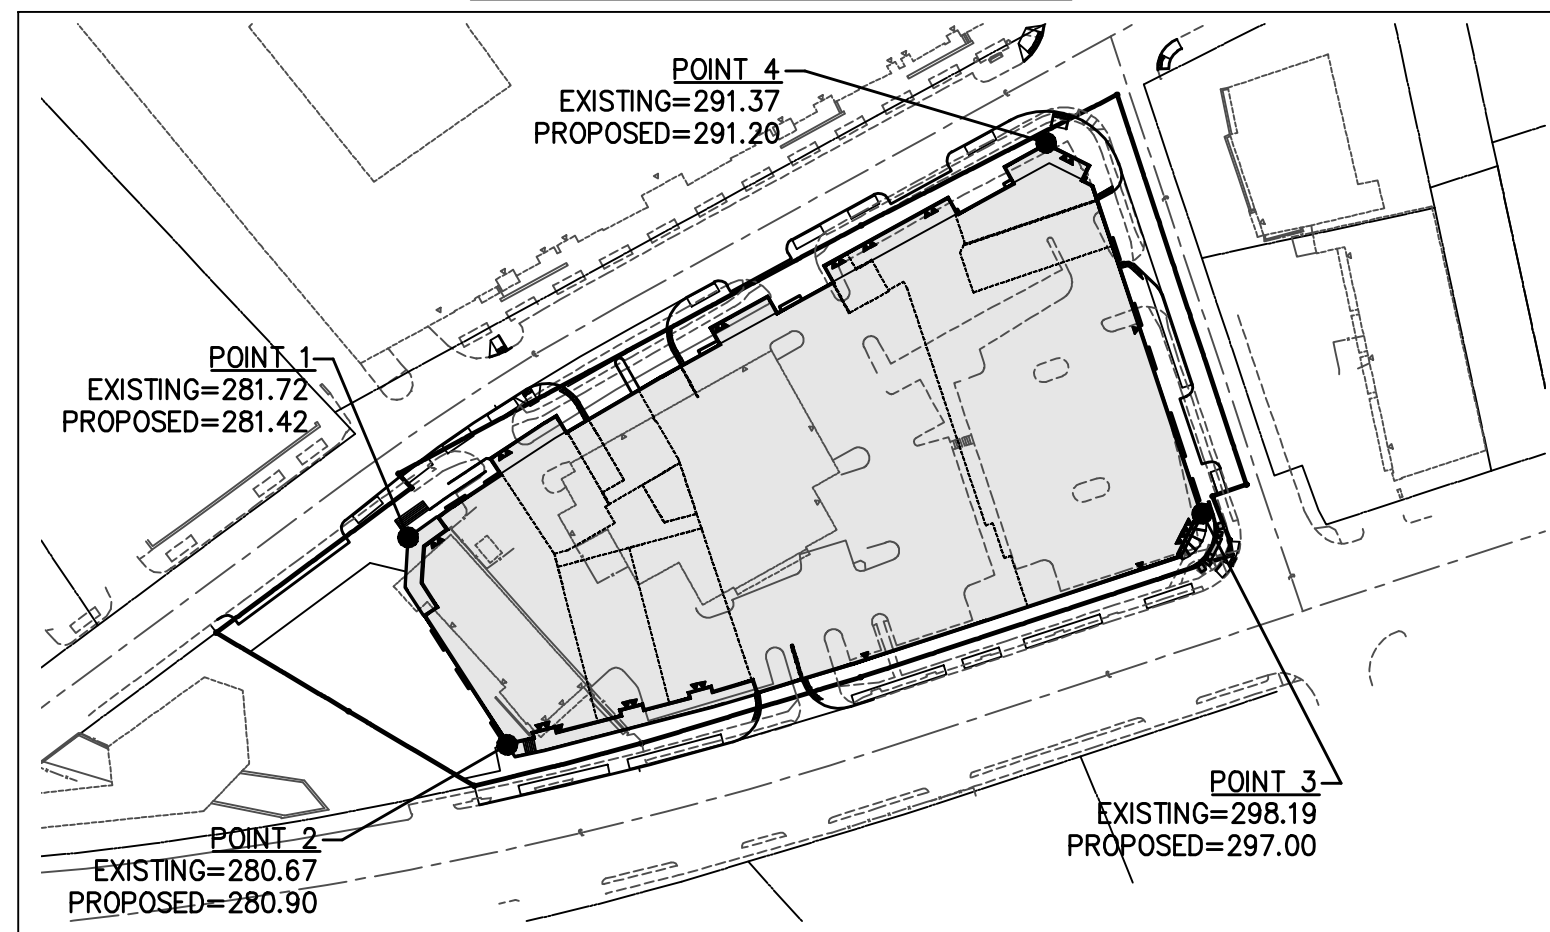 POINT 4
EXISTING=291.37
PROPOSED=291.20
POINT 1
EXISTING=281.72
PROPOSED=281.42
POINT 3
EXISTING=298.19
PROPOSED=297.00
POINT 2
EXISTING=280.67
PROPOSED=280.90